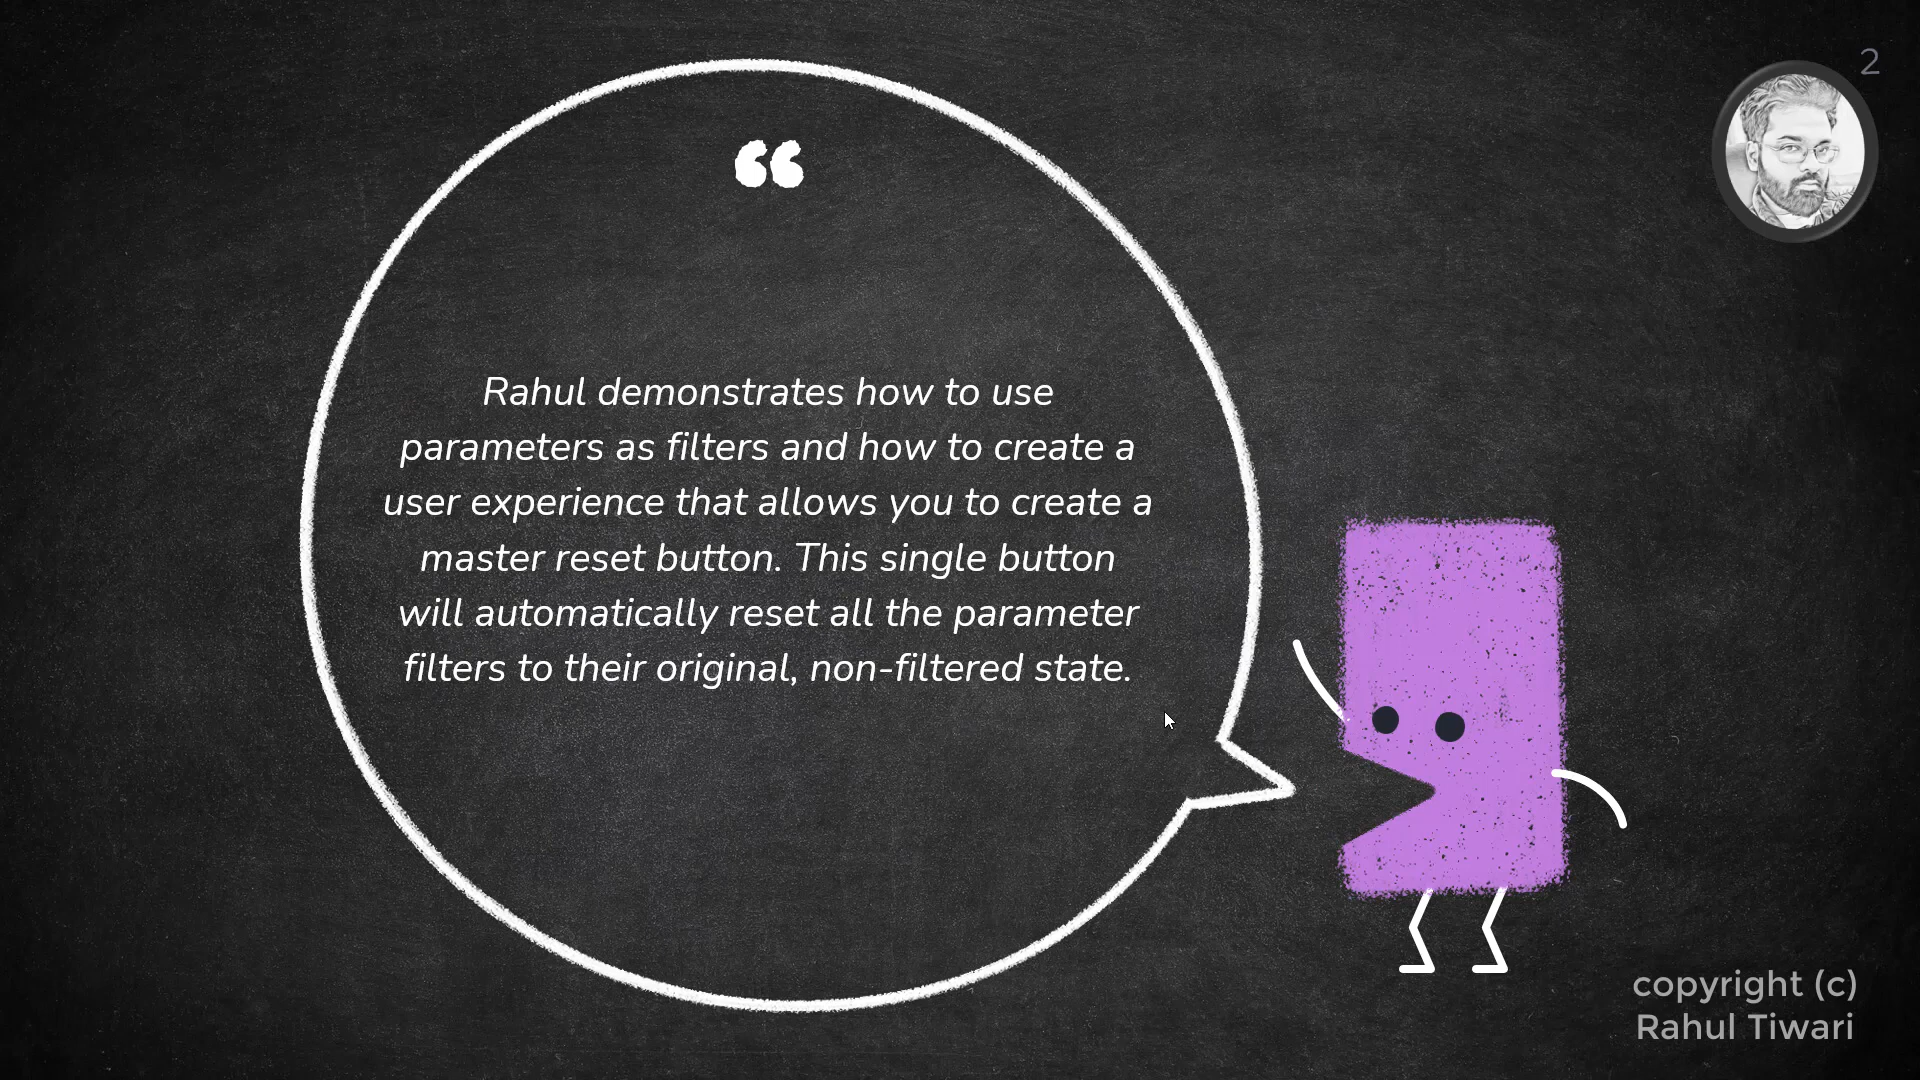 2
“
Rahul demonstrates how to use
parameters as filters and how to create a
user experience that allows you to create a
master reset button. This single button
will automatically reset all the parameter
filters to their original, non-filtered state.
copyright (c)
Rahul Tiwari